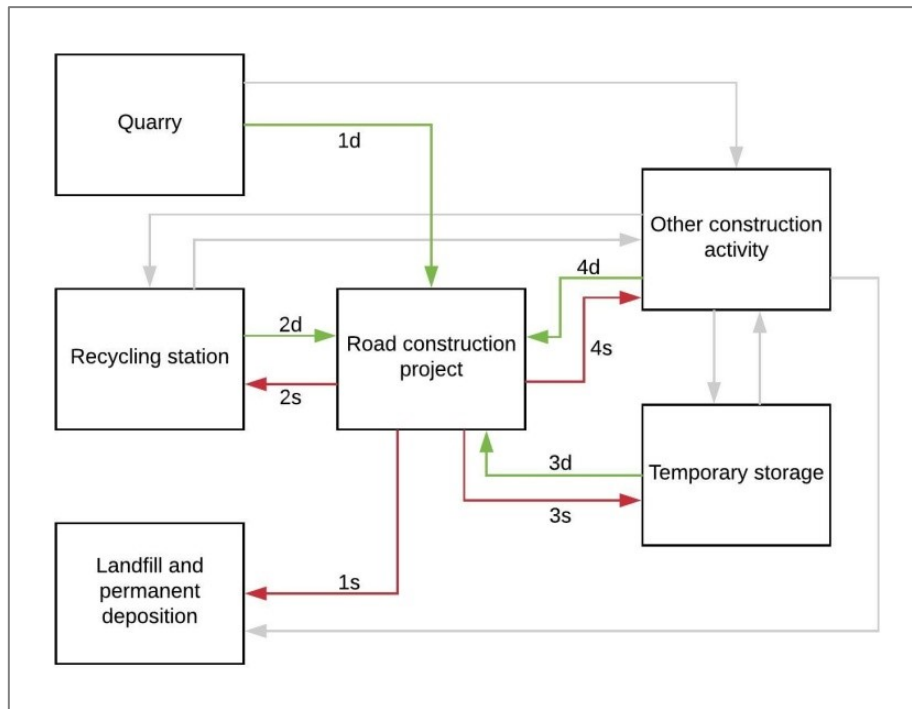 Quarry
1d
Other construction
activity
4d
2d
Recycling station
Road construction
project
4s
2s
3d
Temporary storage
3s
Landfill and
permanent
deposition
1s